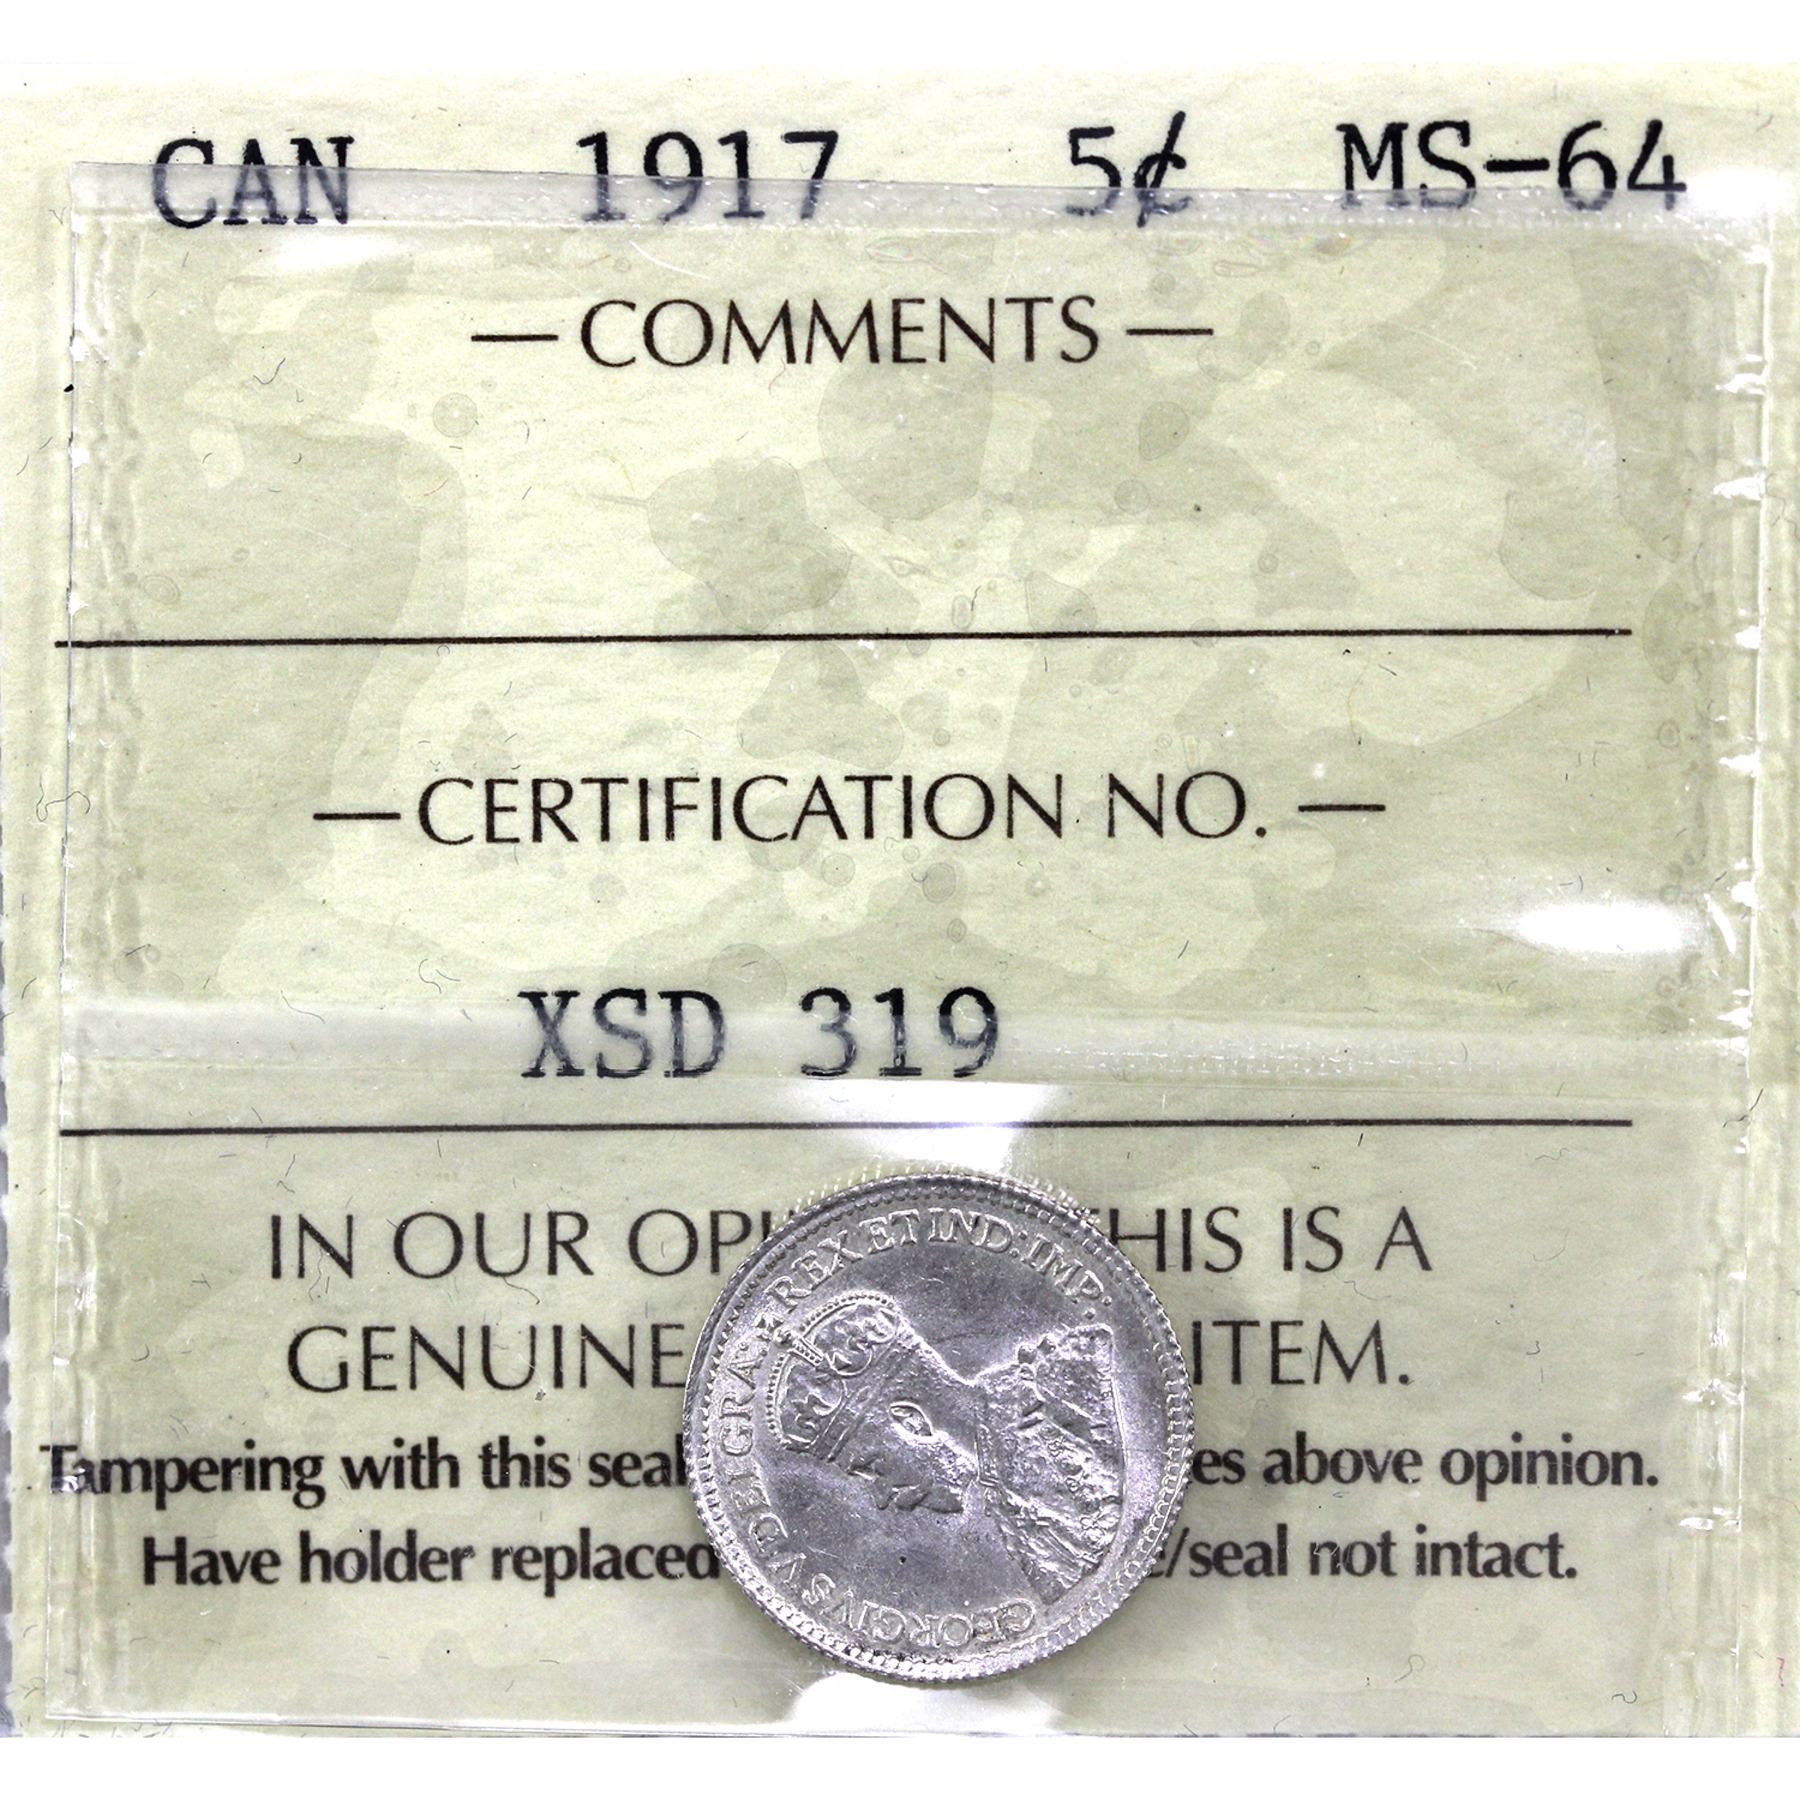 CAN 1917 5¢ MS-64
— COMMENTS —
— CERTIFICATION NO. —
XSD 319
IN OUR OPI HIS IS A
GENUINE ITEM.
Tampering with this seal es above opinion.
Have holder replaced /seal not intact.
GEORGIVS V DEI GRA: REX ET IND: IMP: